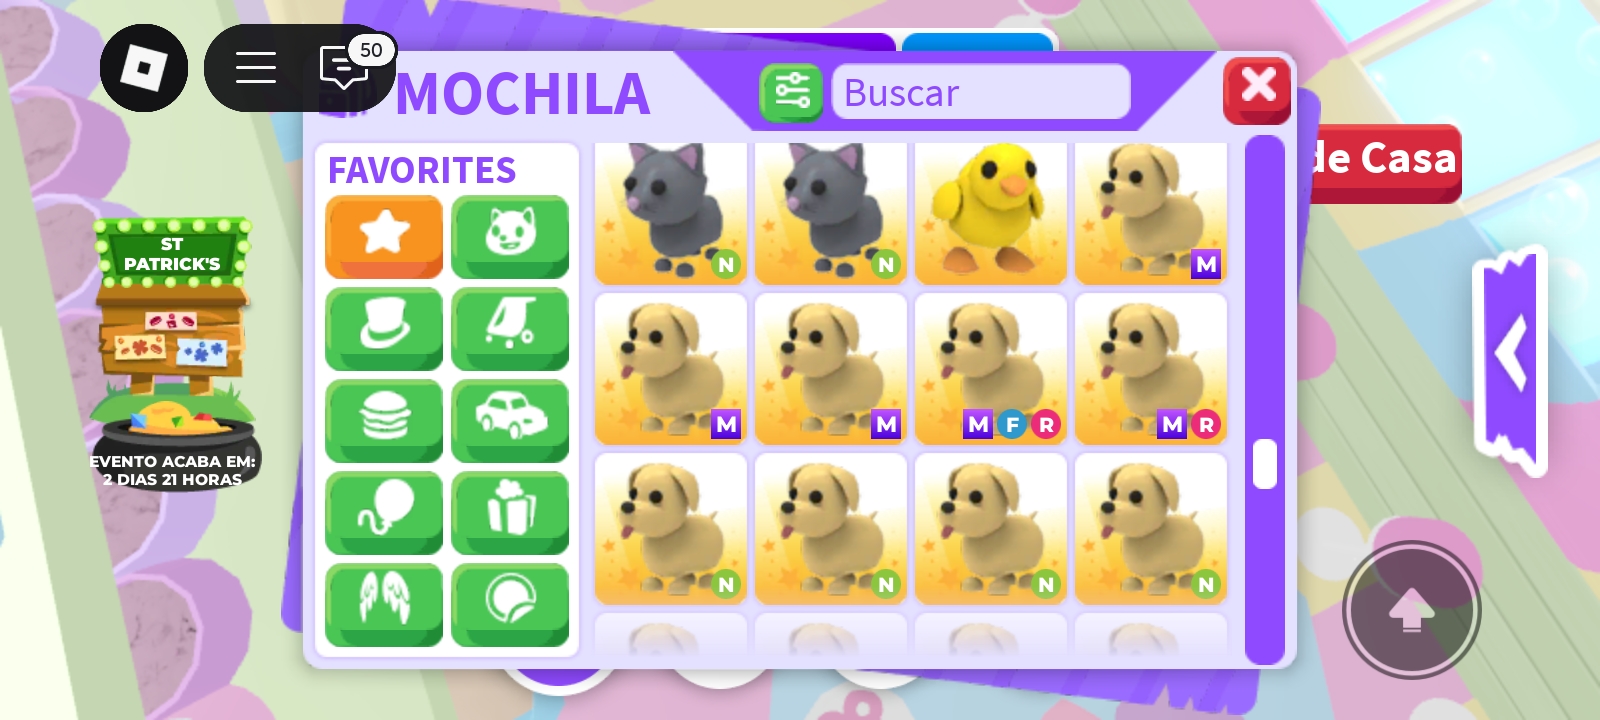 50
MOCHILA
Buscar
de Casa
FAVORITES
N
N
M
M
M
M F R
M R
N
N
N
N
ST
PATRICK'S
EVENTO ACABA EM:
2 DIAS 21 HORAS